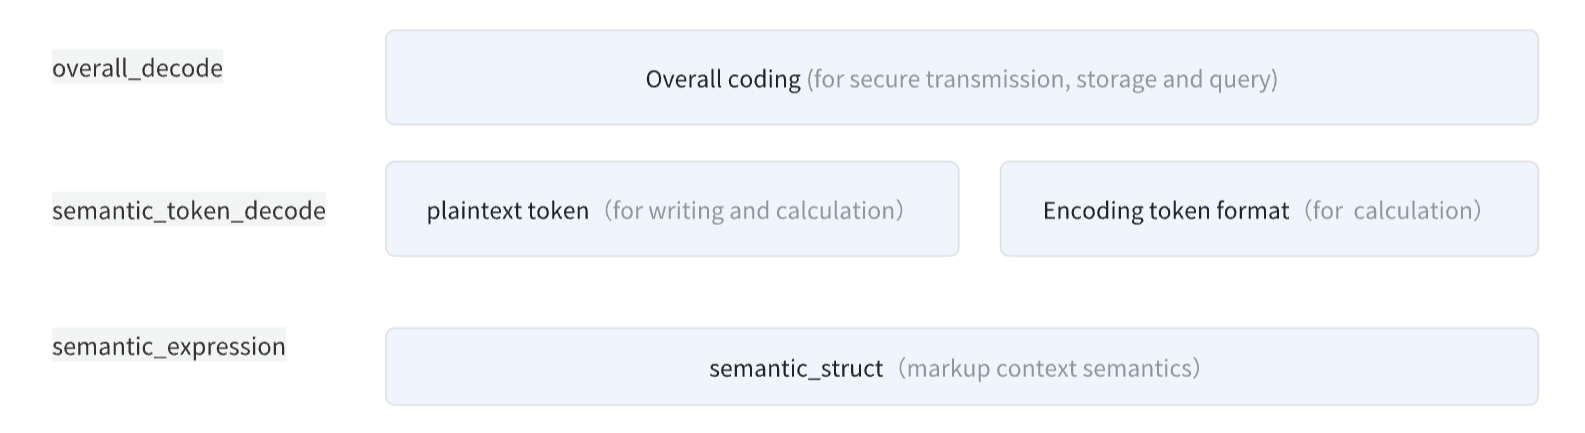 overall_decode
Overall coding (for secure transmission, storage and query)
semantic_token_decode
plaintext token（for writing and calculation）
Encoding token format（for  calculation）
semantic_expression
semantic_struct（markup context semantics）